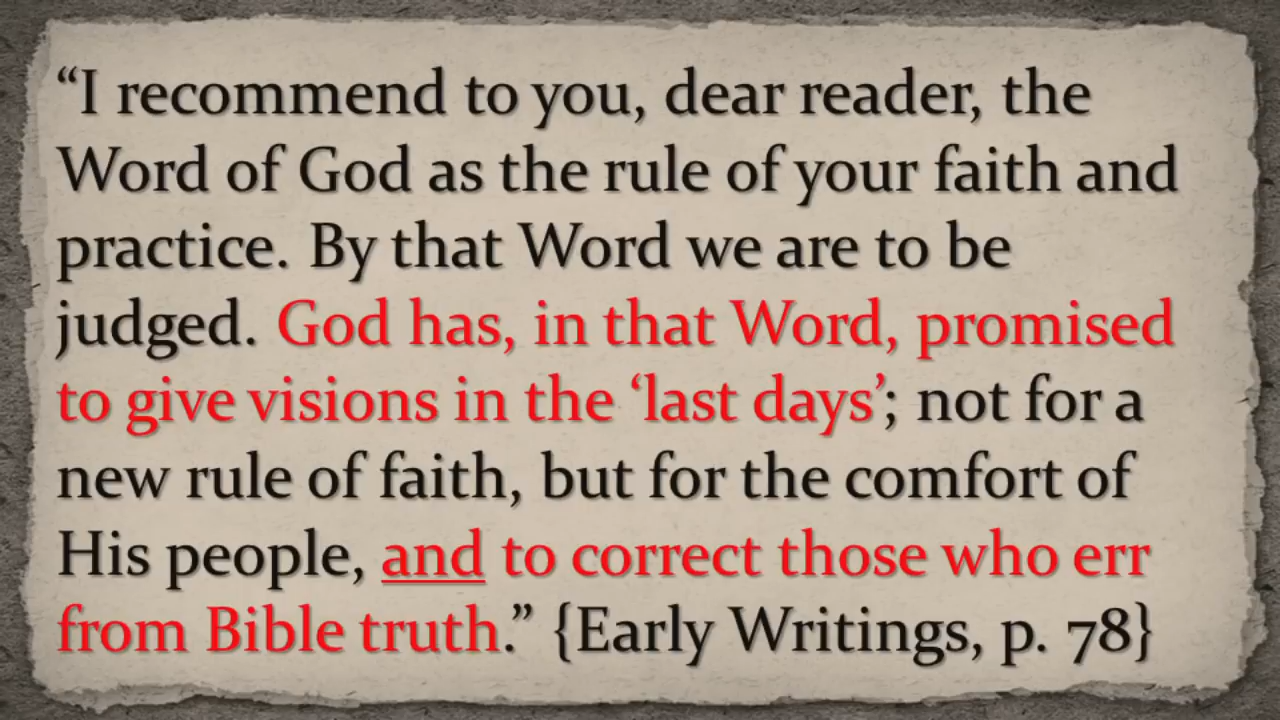 “I recommend to you, dear reader, the
Word of God as the rule of your faith and
practice. By that Word we are to be
judged. God has, in that Word, promised
to give visions in the ‘last days’; not for a
new rule of faith, but for the comfort of
His people, and to correct those who err
from Bible truth.” {Early Writings, p. 78}